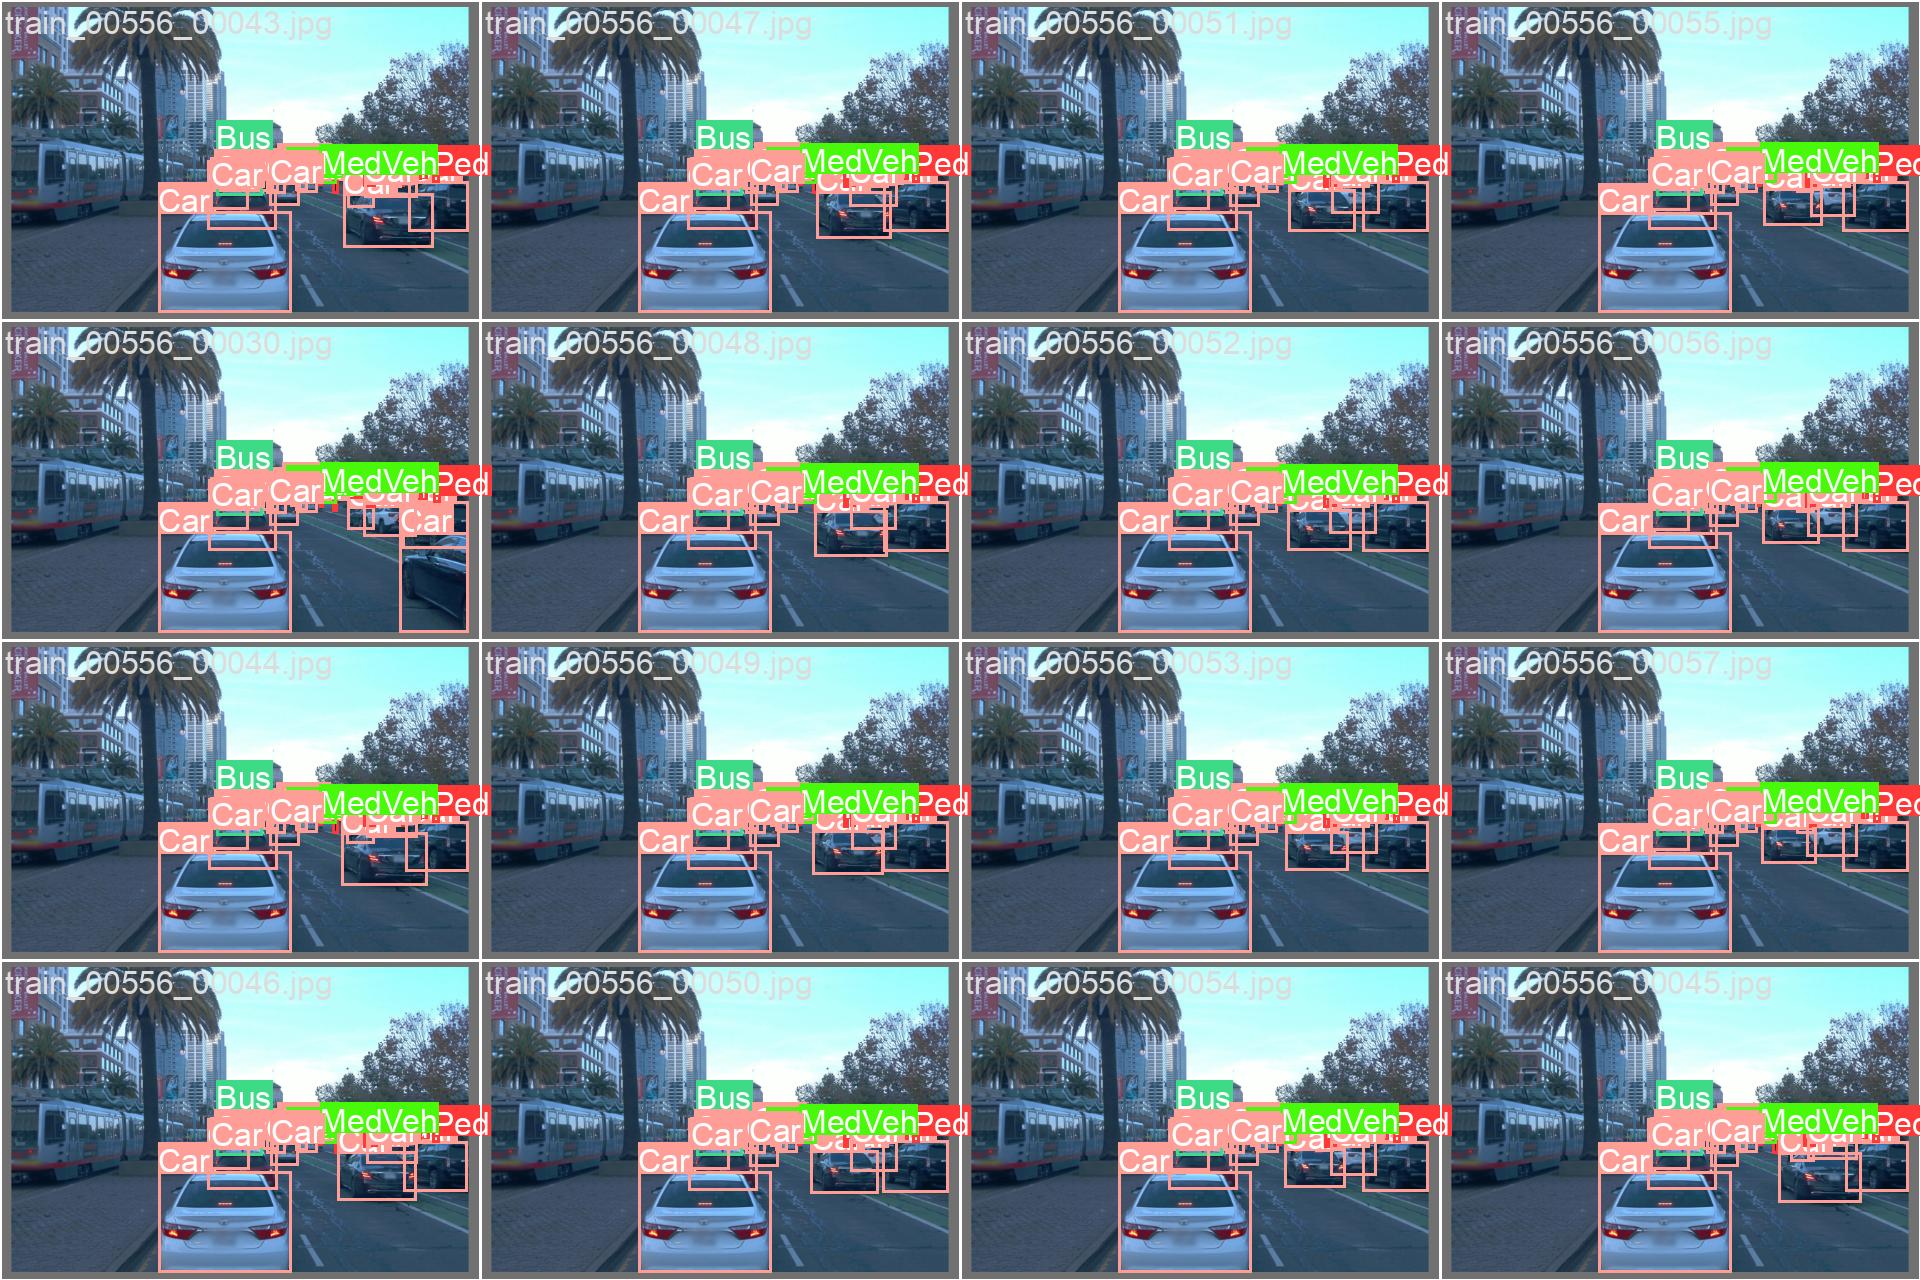 train_00556_00043.jpg
train_00556_00047.jpg
train_00556_00051.jpg
train_00556_00055.jpg
Bus
MedVeh
Ped
Car
Car
Car
Bus
MedVeh
Ped
Car
Car
Car
Bus
MedVeh
Ped
Car
Car
Car
Bus
MedVeh
Ped
Car
Car
Car
train_00556_00030.jpg
train_00556_00048.jpg
train_00556_00052.jpg
train_00556_00056.jpg
Bus
MedVeh
Ped
Car
Car
Car
Car
Bus
MedVeh
Ped
Car
Car
Car
Bus
MedVeh
Ped
Car
Car
Car
Bus
MedVeh
Ped
Car
Car
Car
train_00556_00044.jpg
train_00556_00049.jpg
train_00556_00053.jpg
train_00556_00057.jpg
Bus
MedVeh
Ped
Car
Car
Car
Bus
MedVeh
Ped
Car
Car
Car
Bus
MedVeh
Ped
Car
Car
Car
Bus
MedVeh
Ped
Car
Car
Car
train_00556_00046.jpg
train_00556_00050.jpg
train_00556_00054.jpg
train_00556_00045.jpg
Bus
MedVeh
Ped
Car
Car
Car
Bus
MedVeh
Ped
Car
Car
Car
Bus
MedVeh
Ped
Car
Car
Car
Bus
MedVeh
Ped
Car
Car
Car